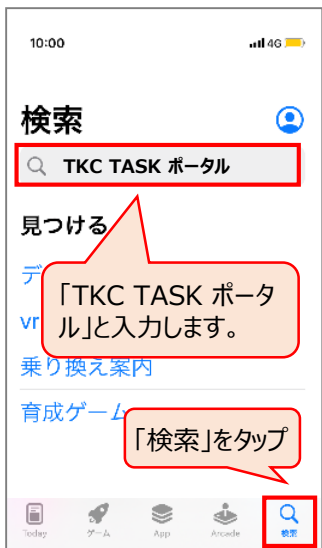 10:00
4G
検索
TKC TASK ポータル
見つける
デ
「TKC TASK ポータ
ル」と入力します。
vr
乗り換え案内
育成ゲーム
「検索」をタップ
Today
ゲーム
App
Arcade
検索